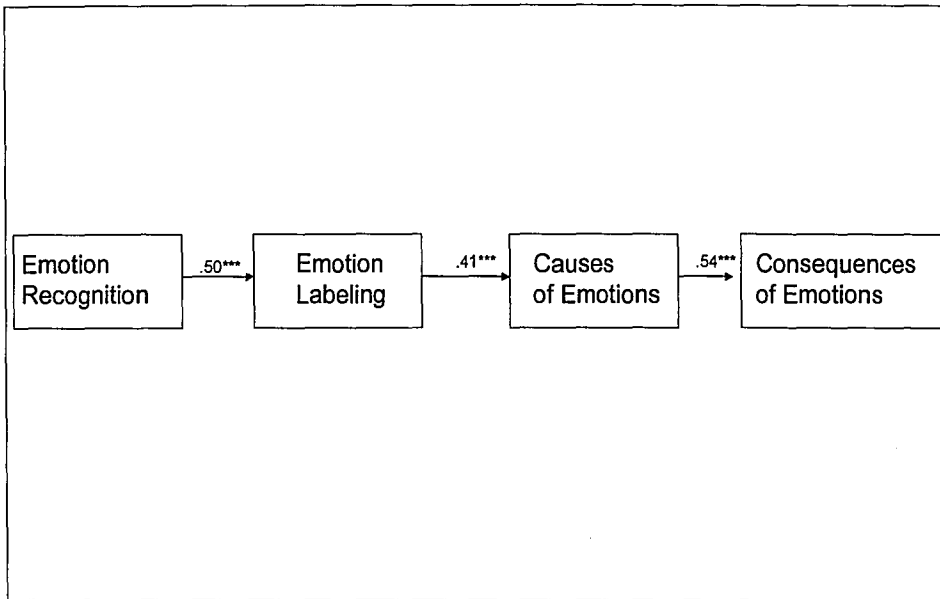 Emotion
Recognition
.50***
Emotion
Labeling
.41***
Causes
of Emotions
.54***
Consequences
of Emotions